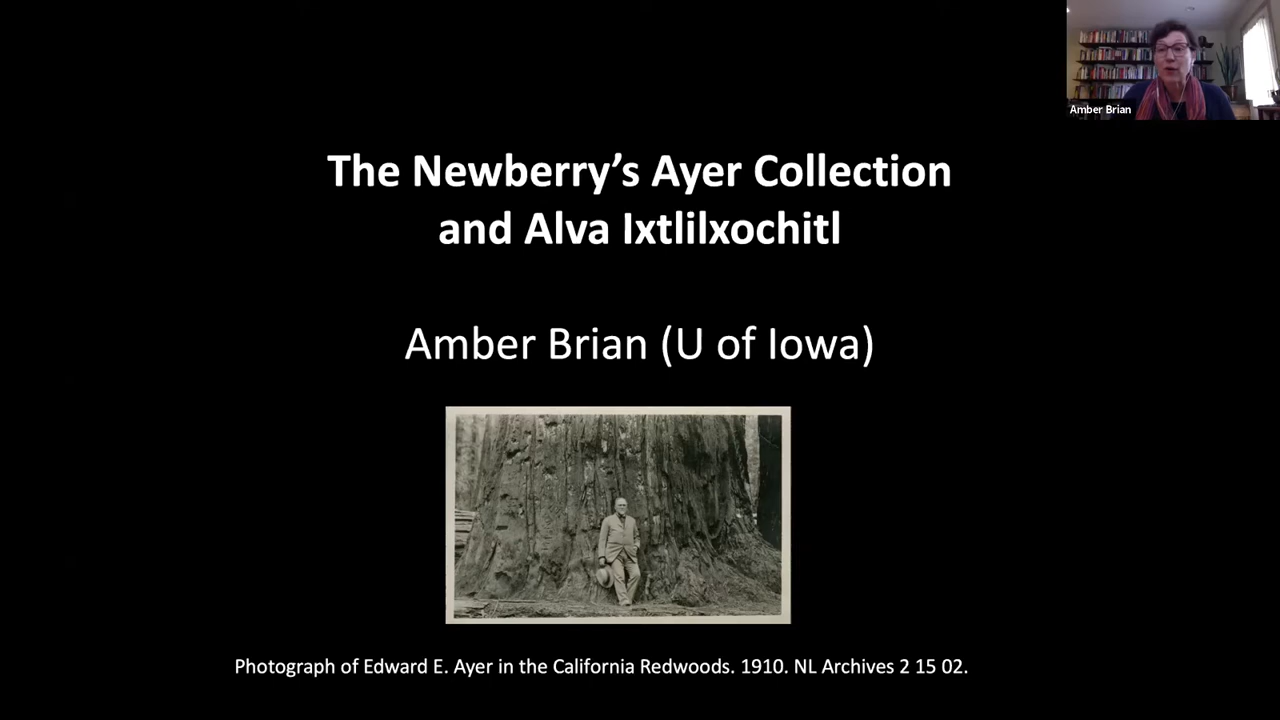 Amber Brian
The Newberry’s Ayer Collection
and Alva Ixtlilxochitl
Amber Brian (U of Iowa)
Photograph of Edward E. Ayer in the California Redwoods. 1910. NL Archives 2 15 02.